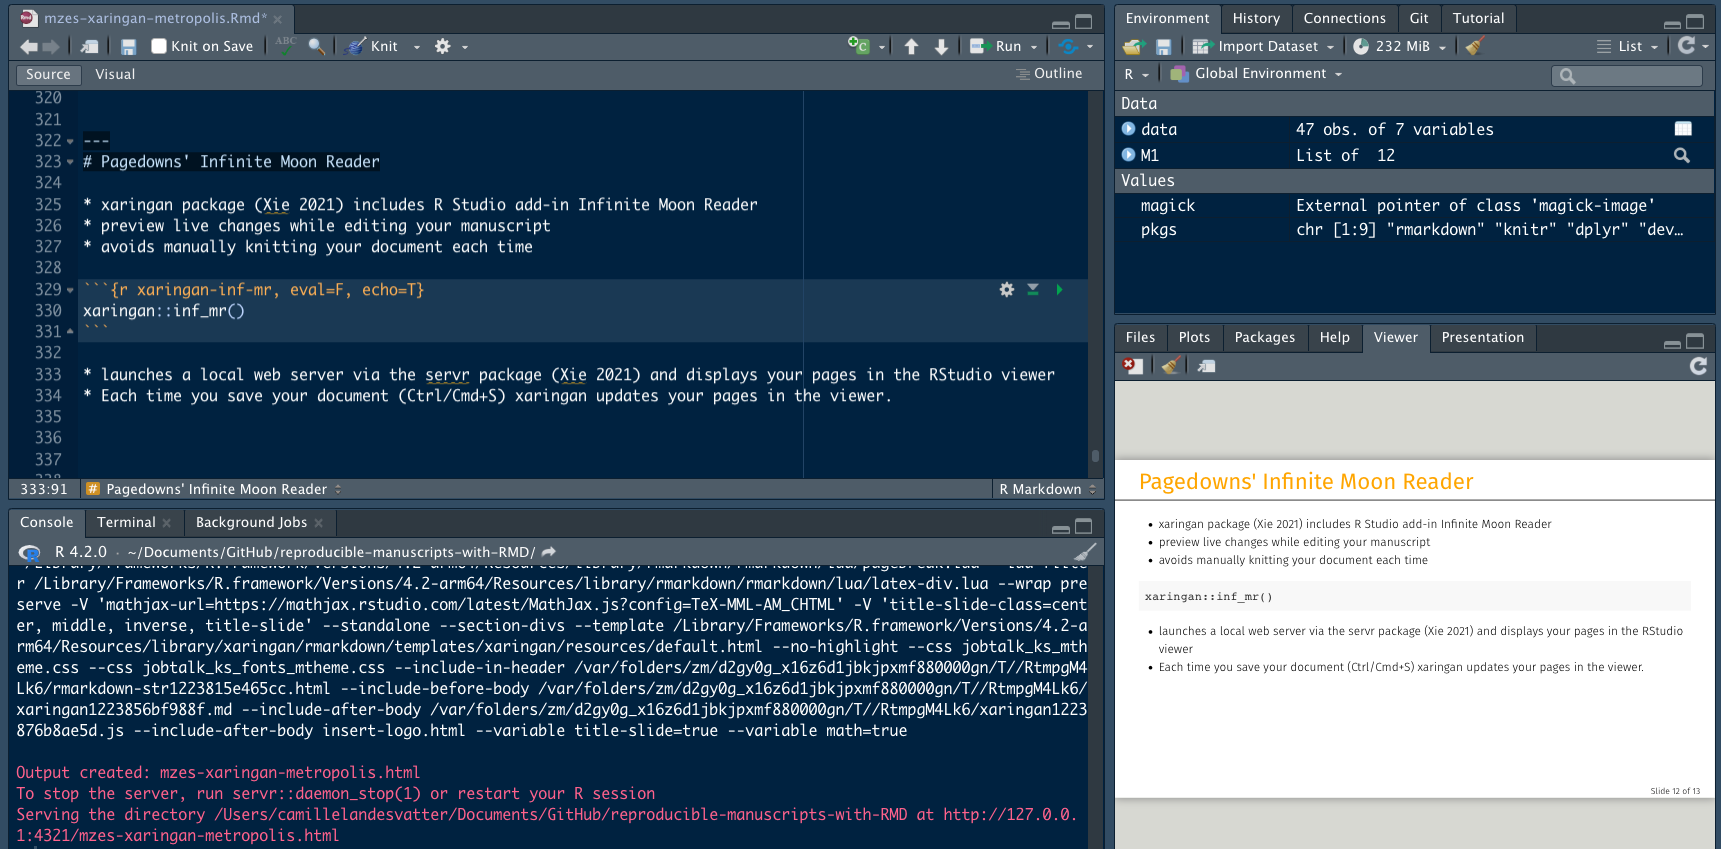 mzes-xaringan-metropolis.Rmd* ×
Knit on Save ABC Knit Run
Source Visual Outline
320
321
322 ---
323 # Pagedowns' Infinite Moon Reader
324
325 * xaringan package (Xie 2021) includes R Studio add-in Infinite Moon Reader
326 * preview live changes while editing your manuscript
327 * avoids manually knitting your document each time
328
329 ```{r xaringan-inf-mr, eval=F, echo=T}
330 xaringan::inf_mr()
331 ```
332
333 * launches a local web server via the servr package (Xie 2021) and displays your pages in the RStudio viewer
334 * Each time you save your document (Ctrl/Cmd+S) xaringan updates your pages in the viewer.
335
336
337
333:91 # Pagedowns' Infinite Moon Reader R Markdown
Console Terminal × Background Jobs ×
R 4.2.0 · ~/Documents/GitHub/reproducible-manuscripts-with-RMD/
r /Library/Frameworks/R.framework/Versions/4.2-arm64/Resources/library/rmarkdown/rmarkdown/lua/latex-div.lua --wrap pre
serve -V 'mathjax-url=https://mathjax.rstudio.com/latest/MathJax.js?config=TeX-MML-AM_CHTML' -V 'title-slide-class=cent
er, middle, inverse, title-slide' --standalone --section-divs --template /Library/Frameworks/R.framework/Versions/4.2-a
rm64/Resources/library/xaringan/rmarkdown/templates/xaringan/resources/default.html --no-highlight --css jobtalk_ks_mth
eme.css --css jobtalk_ks_fonts_mtheme.css --include-in-header /var/folders/zm/d2gy0g_x16z6d1jbkjpxmf880000gn/T//RtmpgM4
Lk6/rmarkdown-str1223815e465cc.html --include-before-body /var/folders/zm/d2gy0g_x16z6d1jbkjpxmf880000gn/T//RtmpgM4Lk6/
xaringan1223856bf988f.md --include-after-body /var/folders/zm/d2gy0g_x16z6d1jbkjpxmf880000gn/T//RtmpgM4Lk6/xaringan1223
876b8ae5d.js --include-after-body insert-logo.html --variable title-slide=true --variable math=true
Output created: mzes-xaringan-metropolis.html
To stop the server, run servr::daemon_stop(1) or restart your R session
Serving the directory /Users/camillelandesvatter/Documents/GitHub/reproducible-manuscripts-with-RMD at http://127.0.0.
1:4321/mzes-xaringan-metropolis.html
Environment History Connections Git Tutorial
Import Dataset 232 MiB List
R Global Environment
Data
data 47 obs. of 7 variables
M1 List of 12
Values
magick External pointer of class 'magick-image'
pkgs chr [1:9] "rmarkdown" "knitr" "dplyr" "dev…
Files Plots Packages Help Viewer Presentation
Pagedowns' Infinite Moon Reader
• xaringan package (Xie 2021) includes R Studio add-in Infinite Moon Reader
• preview live changes while editing your manuscript
• avoids manually knitting your document each time
xaringan::inf_mr()
• launches a local web server via the servr package (Xie 2021) and displays your pages in the RStudio
viewer
• Each time you save your document (Ctrl/Cmd+S) xaringan updates your pages in the viewer.
Slide 12 of 13